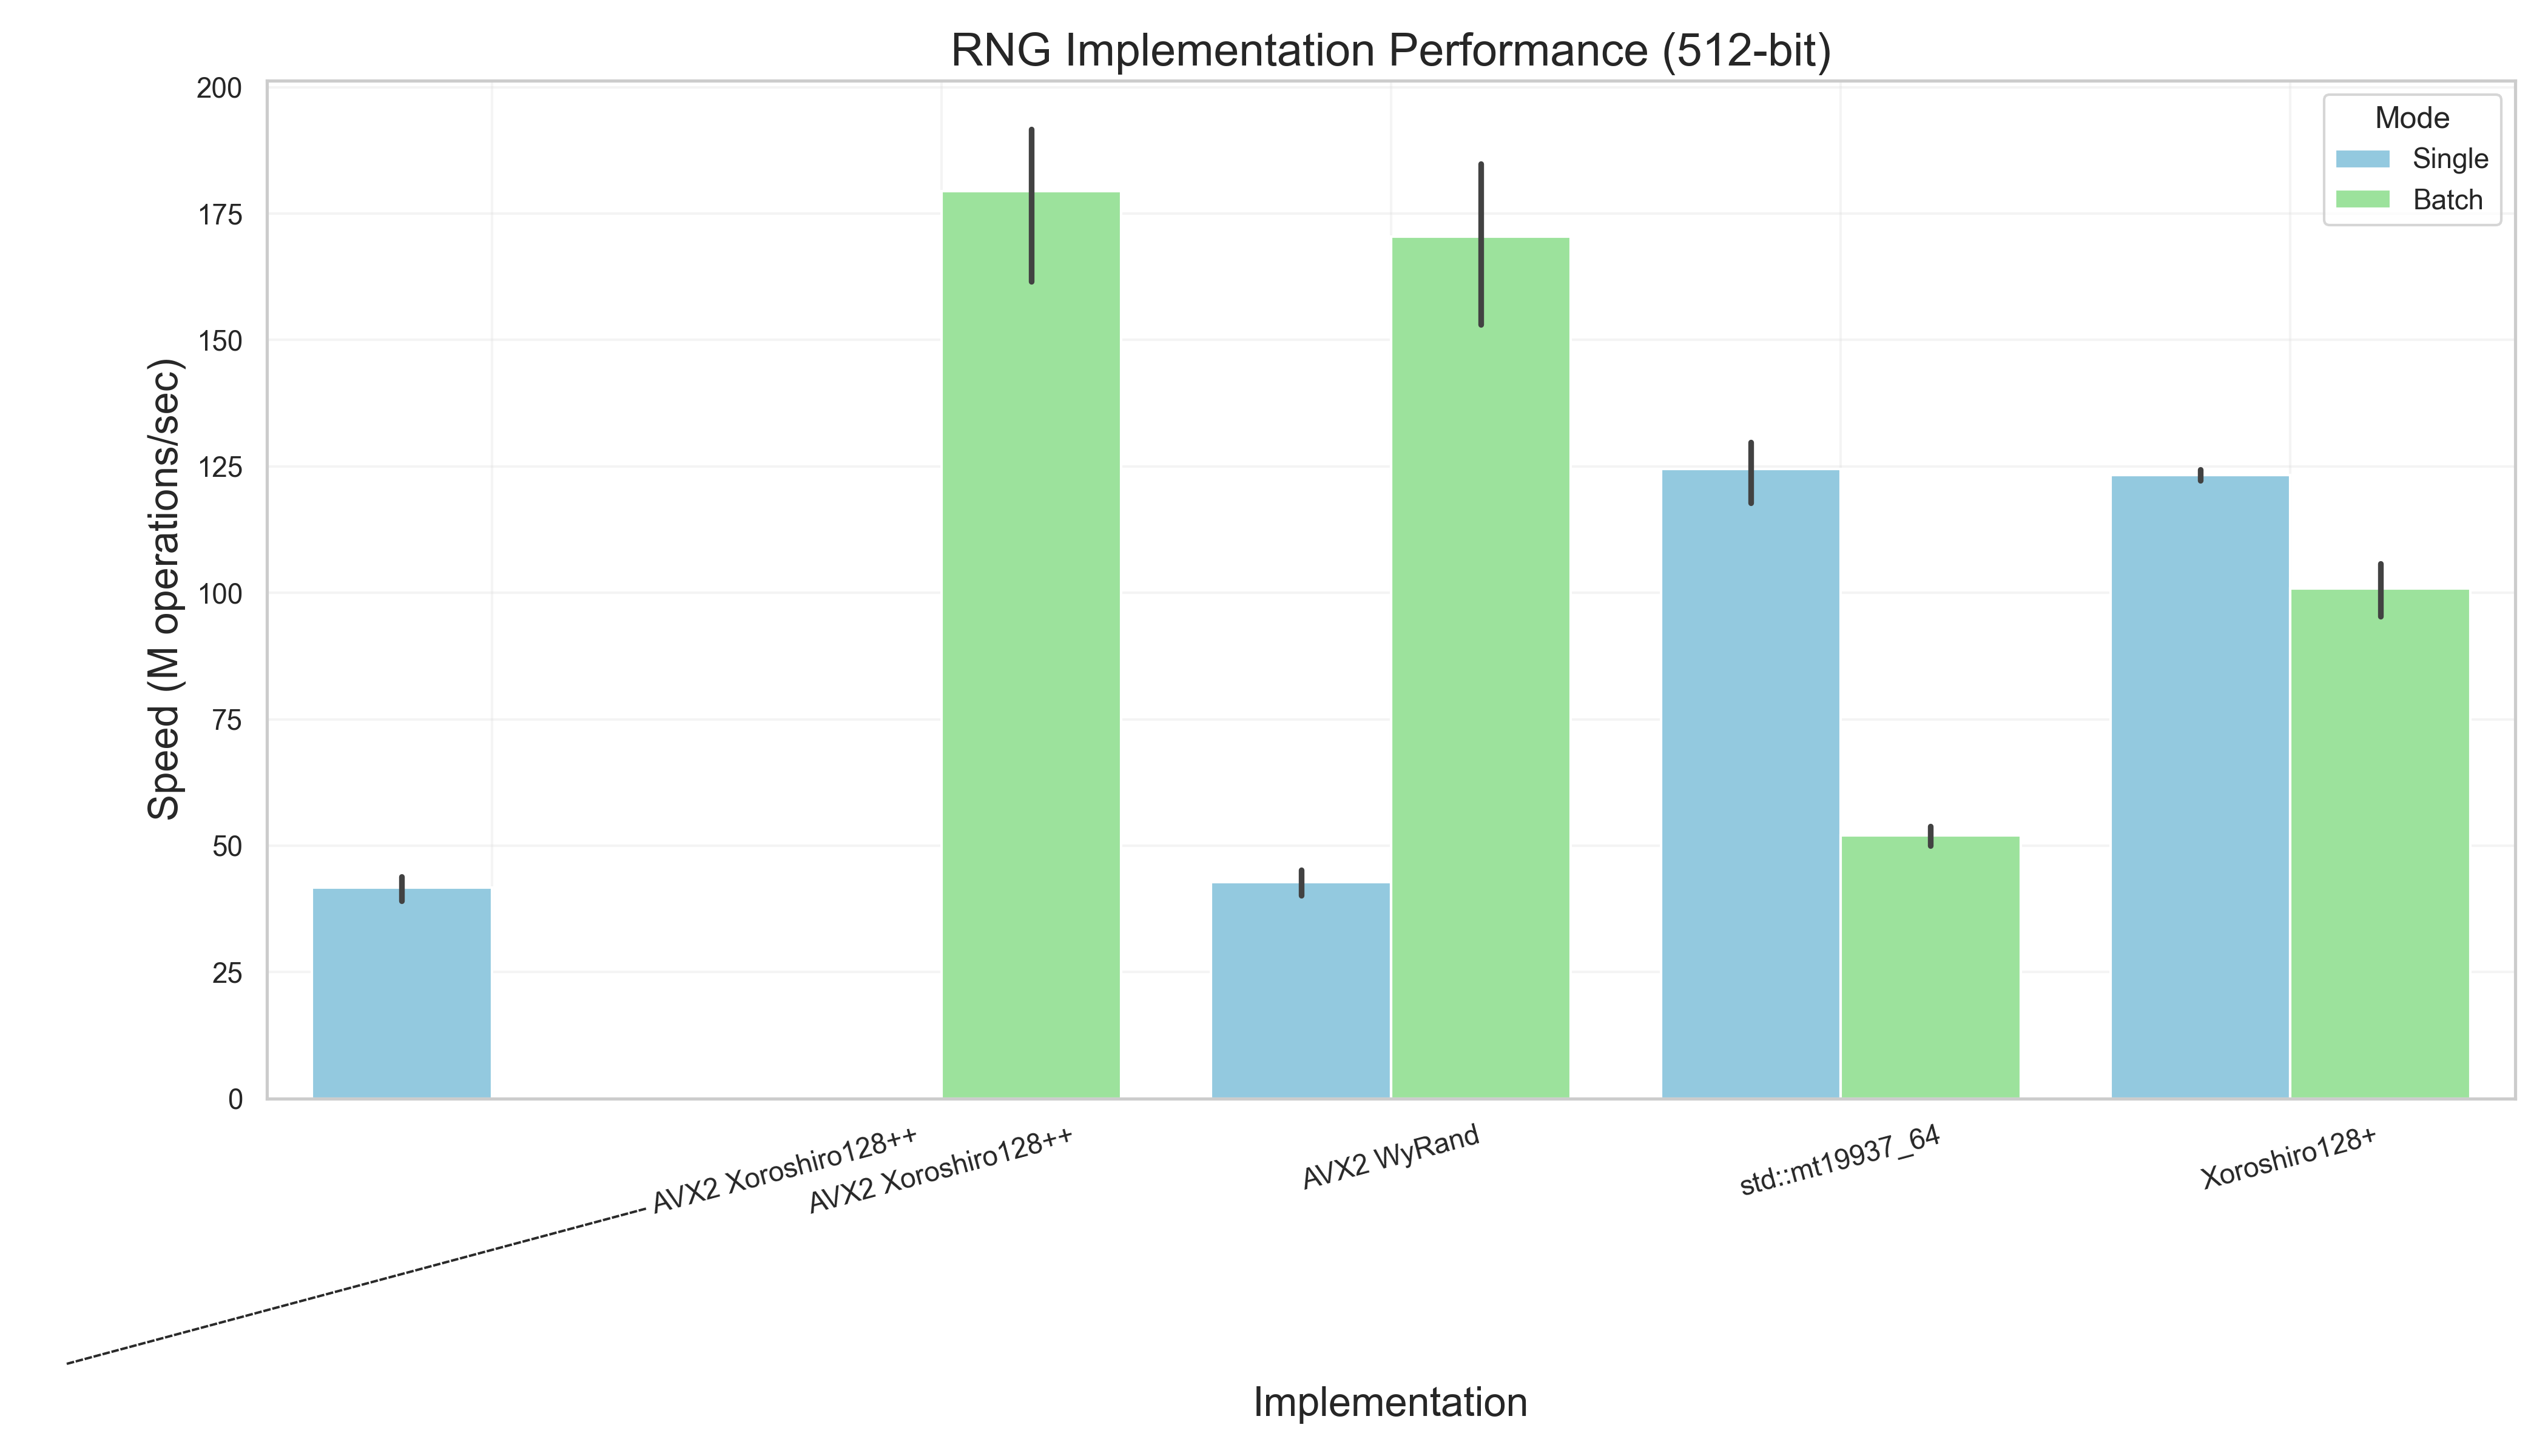 RNG Implementation Performance (512-bit)
Mode
Single
Batch
Speed (M operations/sec)
200
175
150
125
100
75
50
25
0
-----------------------------------------------------------------AVX2 Xoroshiro128++
AVX2 Xoroshiro128++
AVX2 WyRand
std::mt19937_64
Xoroshiro128+
Implementation